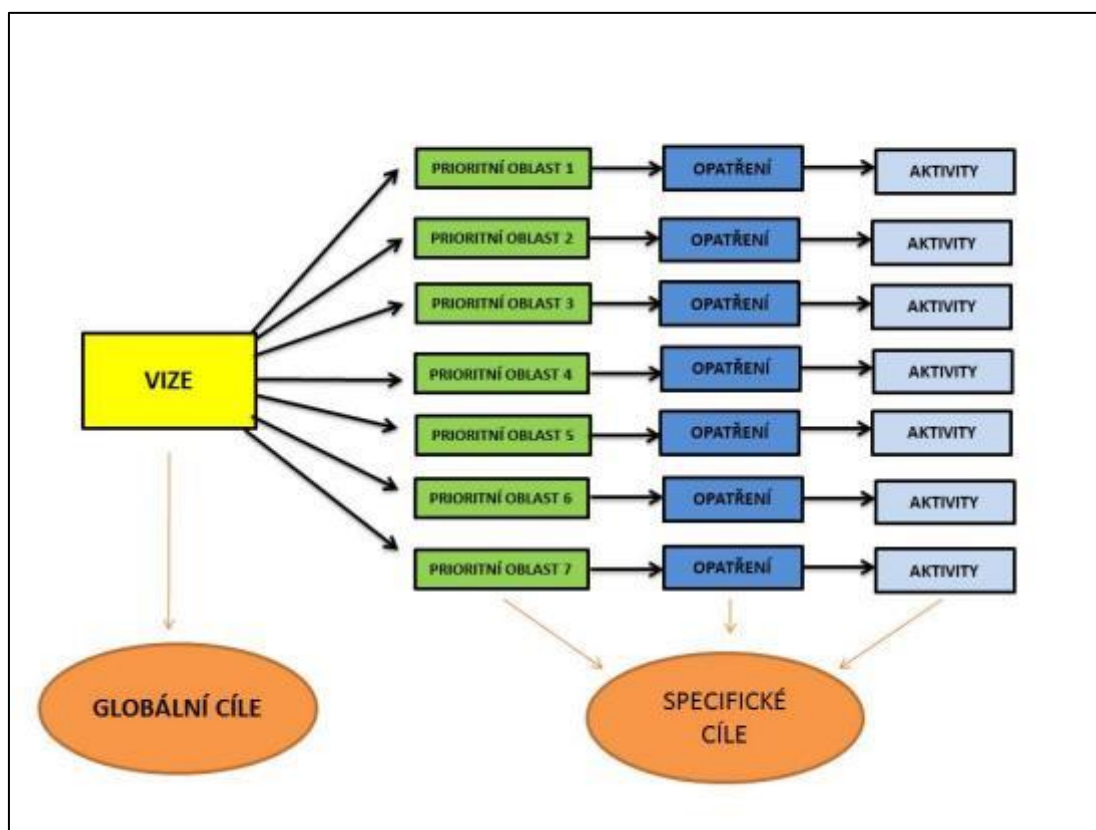 PRIORITNÍ OBLAST 1
OPATŘENÍ
AKTIVITY
PRIORITNÍ OBLAST 2
OPATŘENÍ
AKTIVITY
PRIORITNÍ OBLAST 3
OPATŘENÍ
AKTIVITY
VIZE
PRIORITNÍ OBLAST 4
OPATŘENÍ
AKTIVITY
PRIORITNÍ OBLAST 5
OPATŘENÍ
AKTIVITY
PRIORITNÍ OBLAST 6
OPATŘENÍ
AKTIVITY
PRIORITNÍ OBLAST 7
OPATŘENÍ
AKTIVITY
GLOBÁLNÍ CÍLE
SPECIFICKÉ
CÍLE